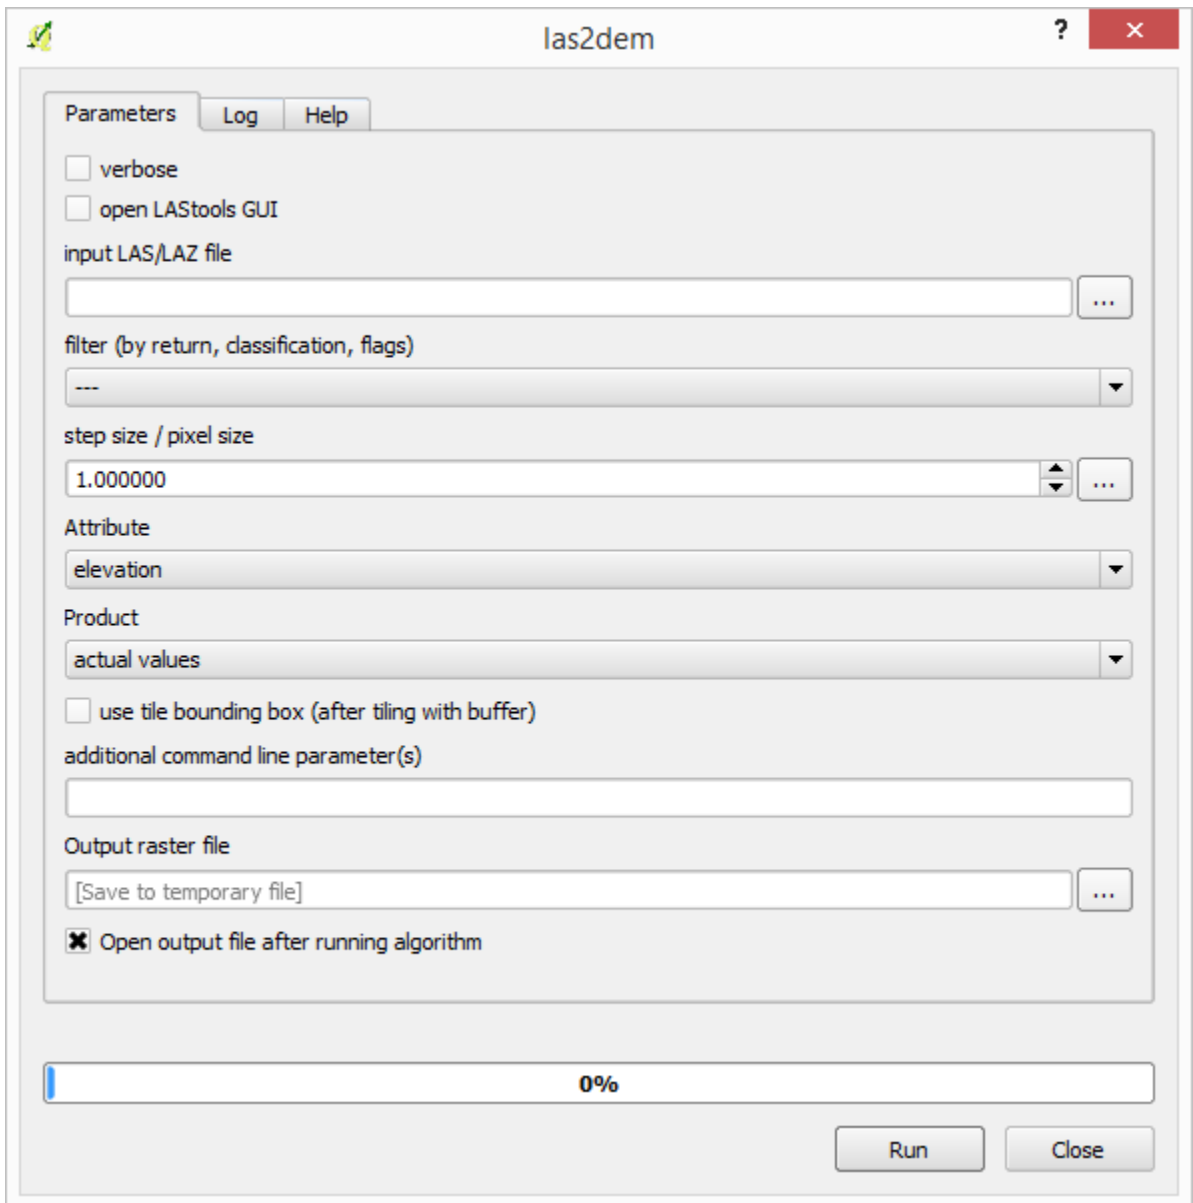 las2dem
?
Parameters Log Help
verbose
open LAStools GUI
input LAS/LAZ file
...
filter (by return, classification, flags)
---
step size / pixel size
1.000000
...
Attribute
elevation
Product
actual values
use tile bounding box (after tiling with buffer)
additional command line parameter(s)
Output raster file
[Save to temporary file]
...
Open output file after running algorithm
0%
Run Close